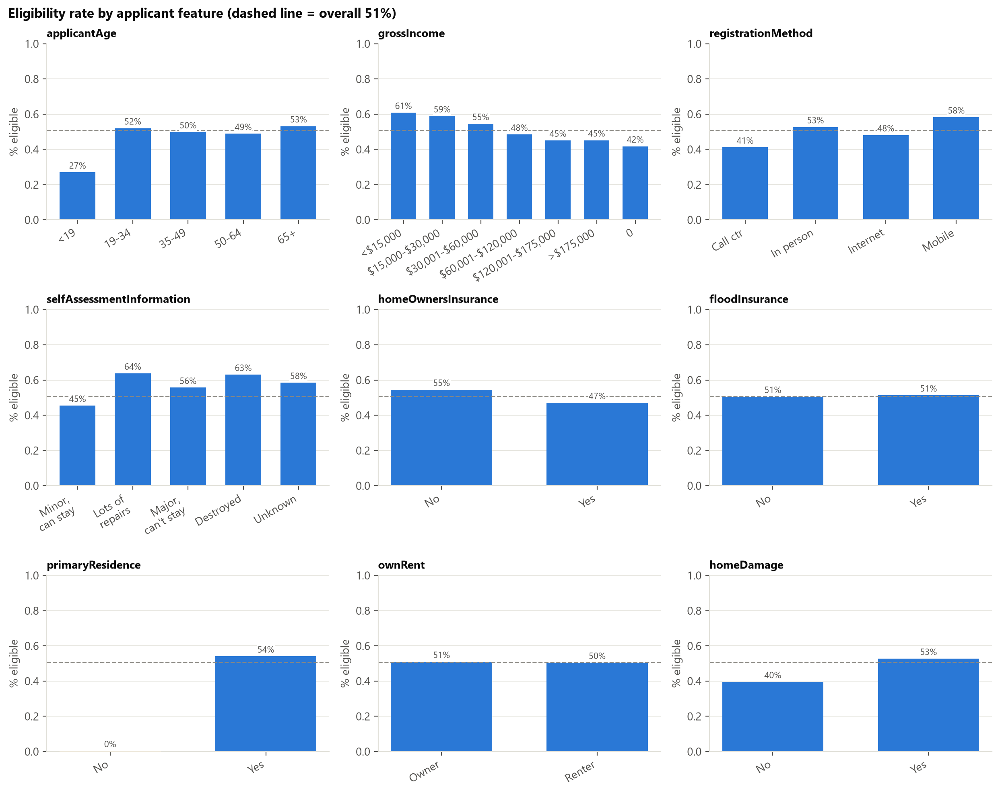 Eligibility rate by applicant feature (dashed line = overall 51%)
applicantAge
% eligible
1.0
0.8
0.6
0.4
0.2
0.0
27%
52%
50%
49%
53%
<19
19-34
35-49
50-64
65+
grossIncome
% eligible
1.0
0.8
0.6
0.4
0.2
0.0
61%
59%
55%
48%
45%
45%
42%
<$15,000
$15,000-$30,000
$30,001-$60,000
$60,001-$120,000
$120,001-$175,000
>$175,000
0
registrationMethod
% eligible
1.0
0.8
0.6
0.4
0.2
0.0
41%
53%
48%
58%
Call ctr
In person
Internet
Mobile
selfAssessmentInformation
% eligible
1.0
0.8
0.6
0.4
0.2
0.0
45%
64%
56%
63%
58%
Minor,
can stay
Lots of
repairs
Major,
can't stay
Destroyed
Unknown
homeOwnersInsurance
% eligible
1.0
0.8
0.6
0.4
0.2
0.0
55%
47%
No
Yes
floodInsurance
% eligible
1.0
0.8
0.6
0.4
0.2
0.0
51%
51%
No
Yes
primaryResidence
% eligible
1.0
0.8
0.6
0.4
0.2
0.0
0%
54%
No
Yes
ownRent
% eligible
1.0
0.8
0.6
0.4
0.2
0.0
51%
50%
Owner
Renter
homeDamage
% eligible
1.0
0.8
0.6
0.4
0.2
0.0
40%
53%
No
Yes